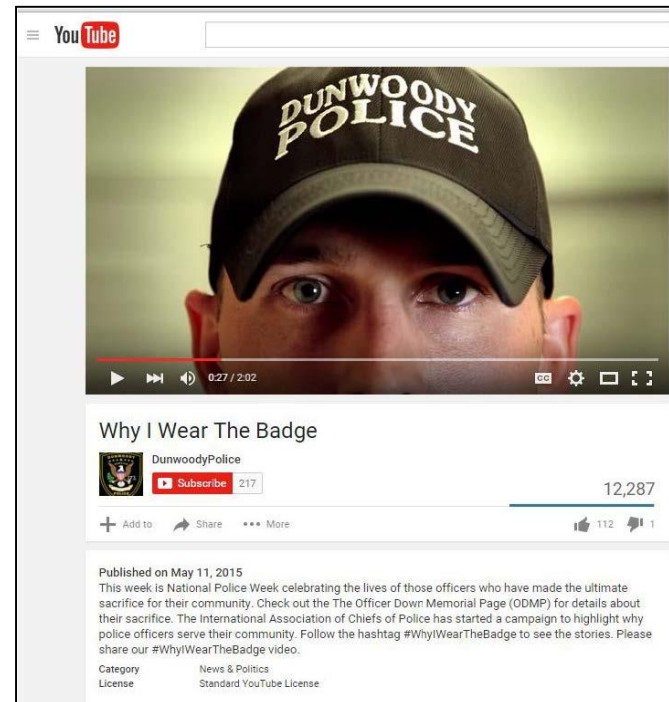 You Tube
DUNWOODY
POLICE
0:27 / 2:02
CC
Why I Wear The Badge
DunwoodyPolice
Subscribe 217
12,287
Add to Share More
112 1
Published on May 11, 2015
This week is National Police Week celebrating the lives of those officers who have made the ultimate
sacrifice for their community. Check out the The Officer Down Memorial Page (ODMP) for details about
their sacrifice. The International Association of Chiefs of Police has started a campaign to highlight why
police officers serve their community. Follow the hashtag #WhyIWearTheBadge to see the stories. Please
share our #WhyIWearTheBadge video.
Category News & Politics
License Standard YouTube License